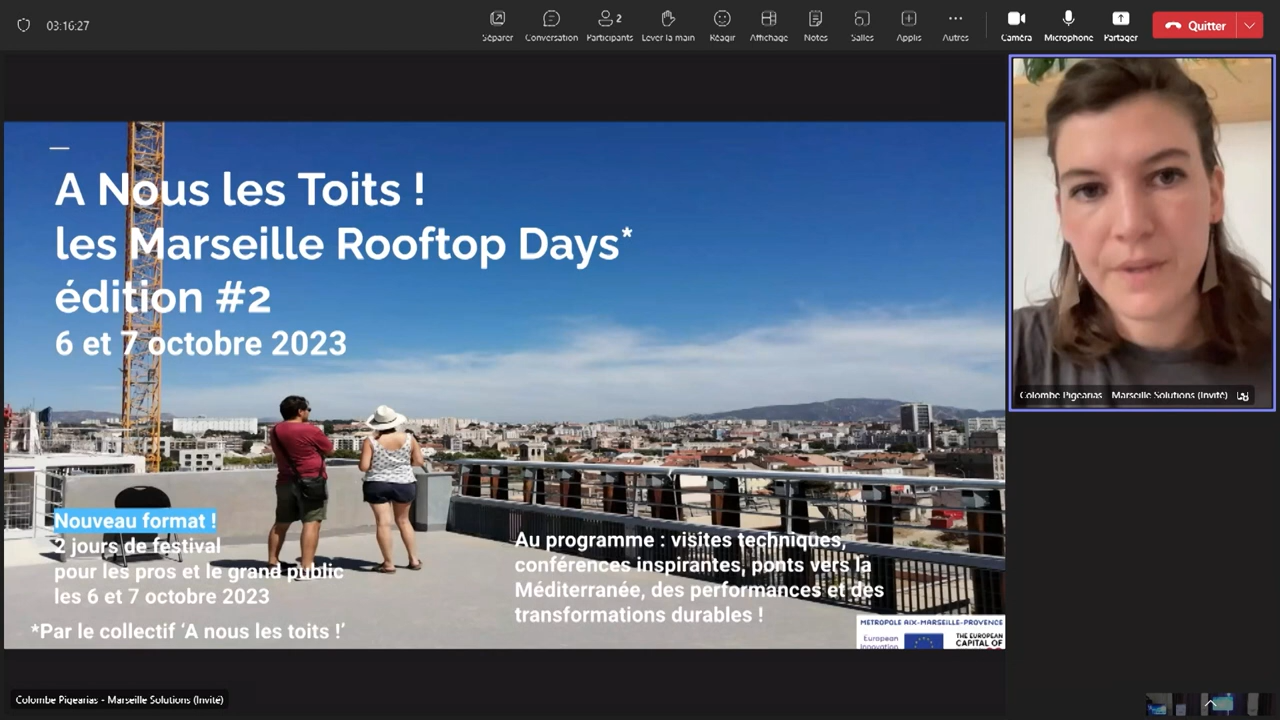 03:16:27
Séparer
Conversation
2
Participants
Lever la main
Réagir
Affichage
Notes
Salles
Applis
Autres
Caméra
Microphone
Partager
Quitter
A Nous les Toits !
les Marseille Rooftop Days*
édition #2
6 et 7 octobre 2023
Nouveau format !
2 jours de festival
pour les pros et le grand public
les 6 et 7 octobre 2023
*Par le collectif ‘A nous les toits !’
Au programme : visites techniques,
conférences inspirantes, ponts vers la
Méditerranée, des performances et des
transformations durables !
METROPOLE AIX-MARSEILLE-PROVENCE
European
Innovation
THE EUROPEAN
CAPITAL OF
Colombe Pigearias - Marseille Solutions (Invité)
Colombe Pigearias - Marseille Solutions (Invité)